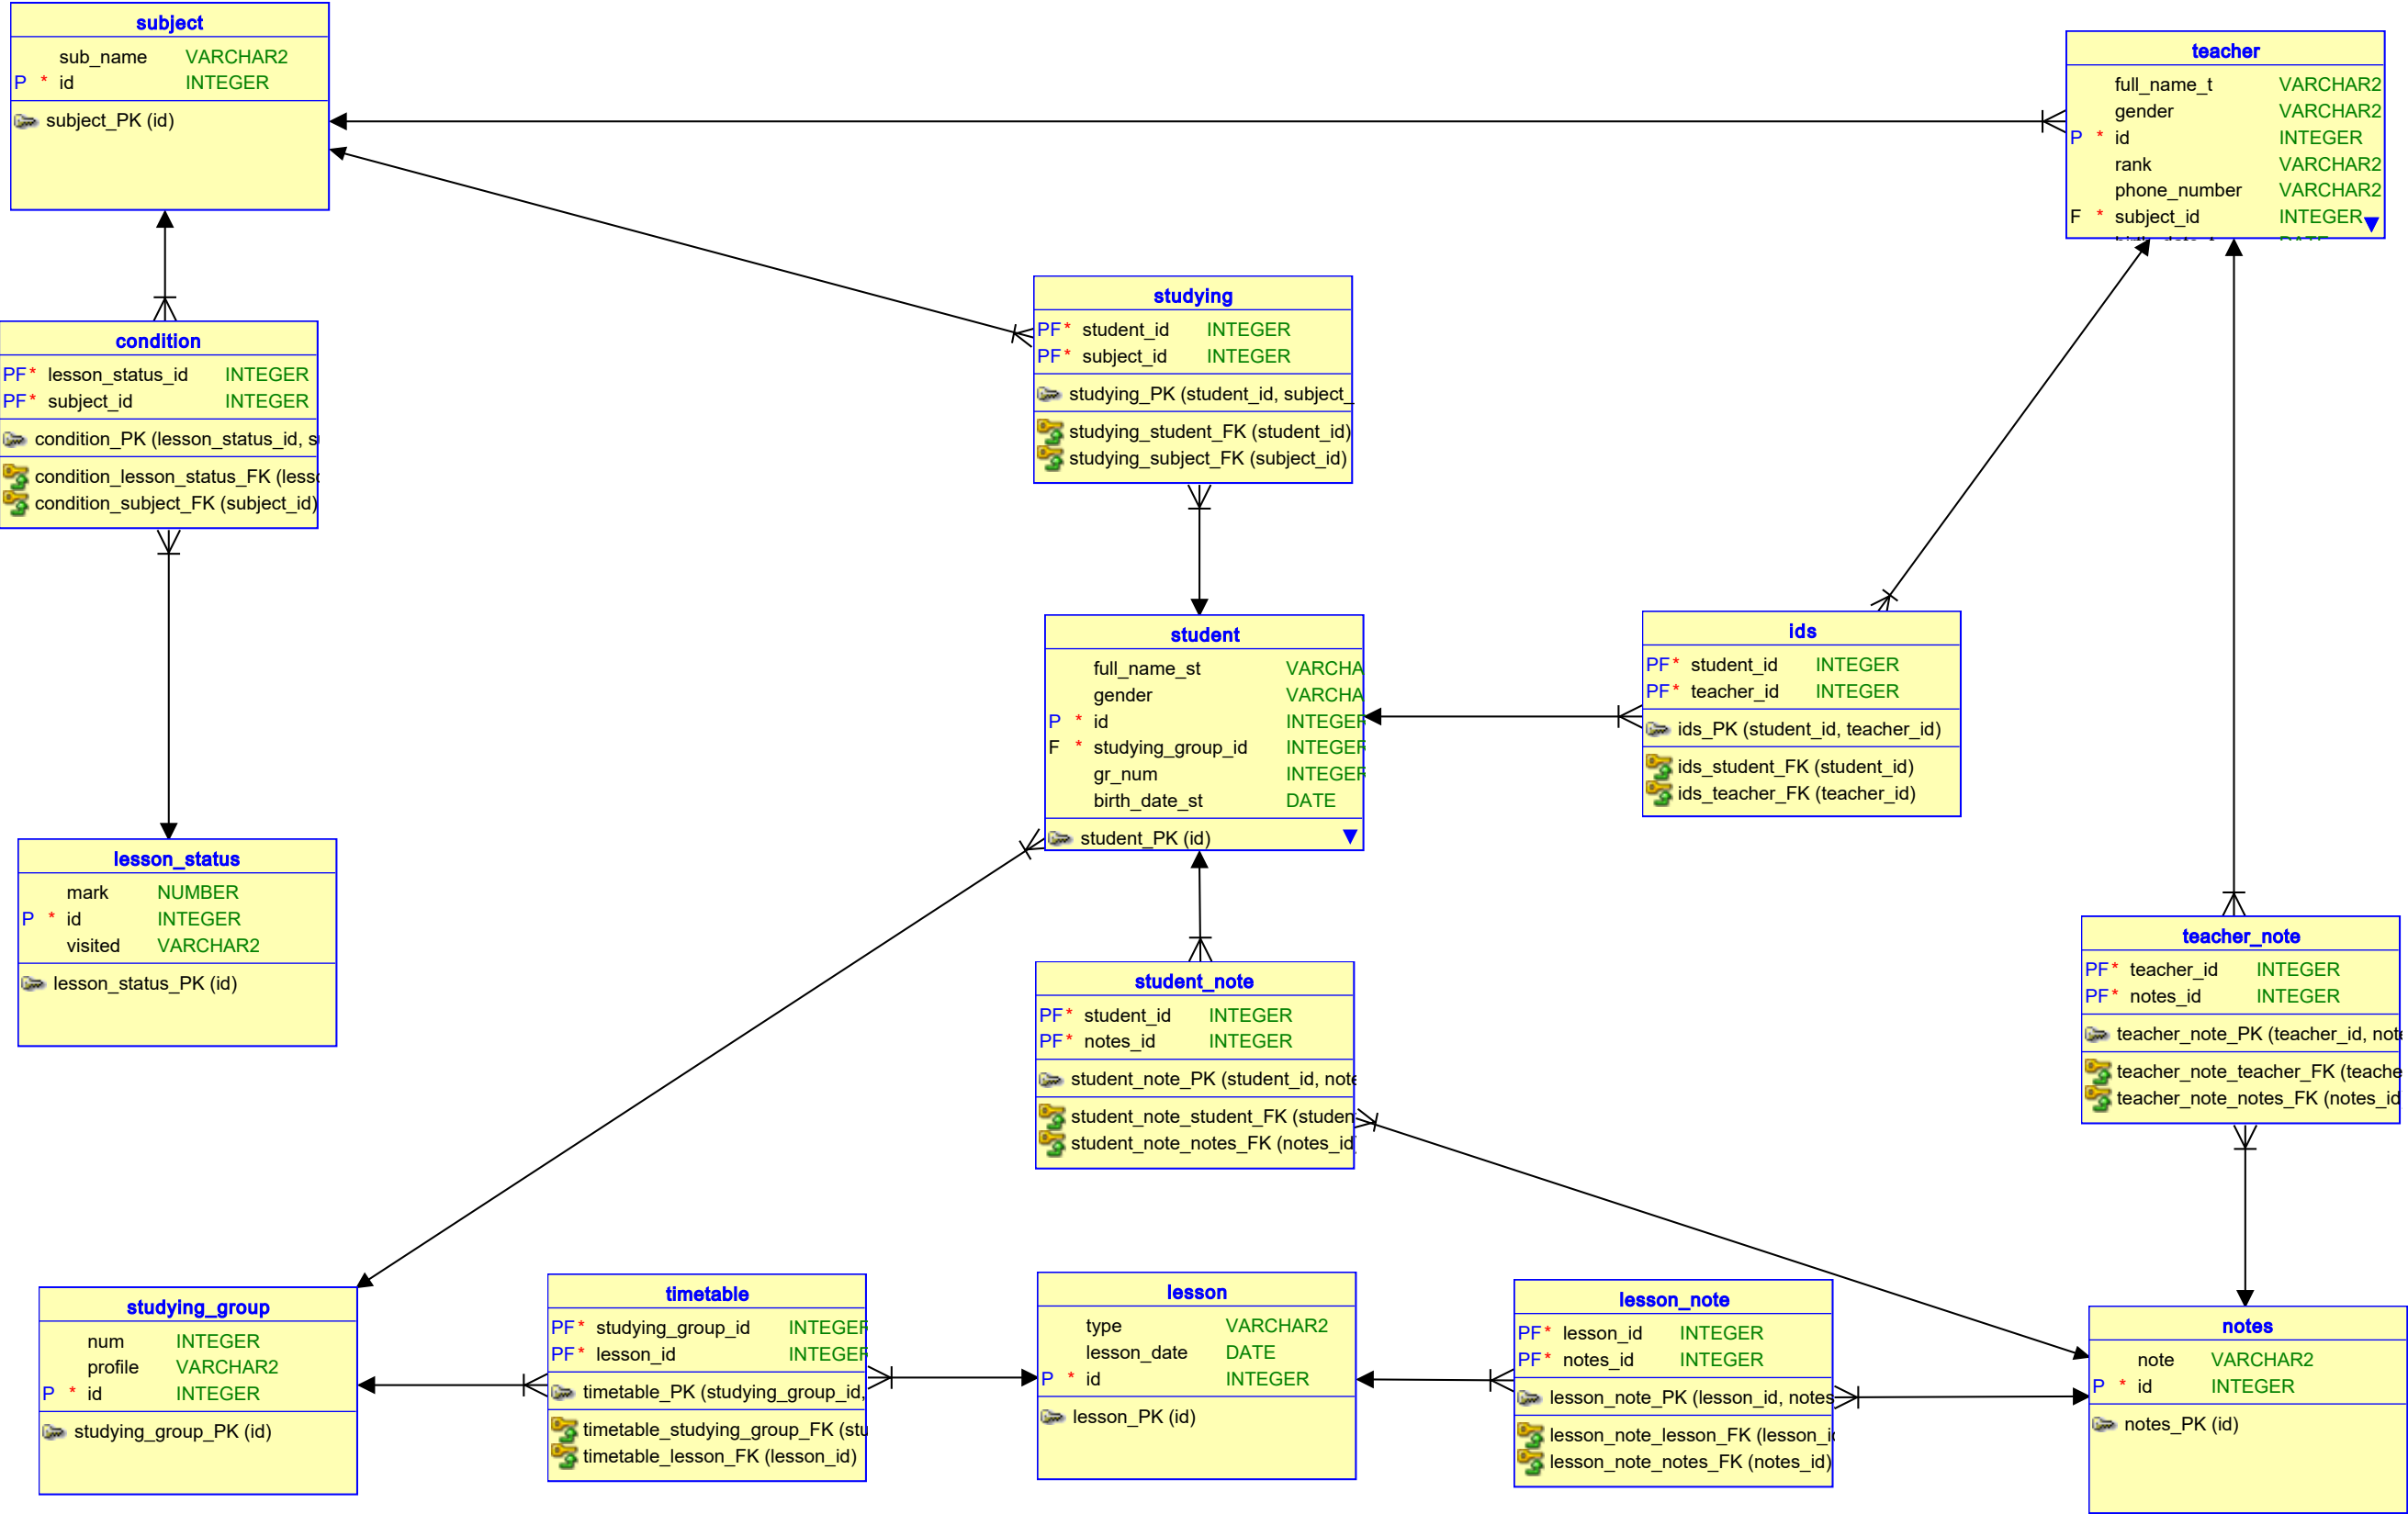 subject
sub_name VARCHAR2
P * id INTEGER
subject_PK (id)
teacher
full_name_t VARCHAR2
gender VARCHAR2
P * id INTEGER
rank VARCHAR2
phone_number VARCHAR2
F * subject_id INTEGER
studying
PF* student_id INTEGER
PF* subject_id INTEGER
studying_PK (student_id, subject_
studying_student_FK (student_id)
studying_subject_FK (subject_id)
condition
PF* lesson_status_id INTEGER
PF* subject_id INTEGER
condition_PK (lesson_status_id, s
condition_lesson_status_FK (less
condition_subject_FK (subject_id)
student
full_name_st VARCHA
gender VARCHA
P * id INTEGER
F * studying_group_id INTEGER
gr_num INTEGER
birth_date_st DATE
student_PK (id)
ids
PF* student_id INTEGER
PF* teacher_id INTEGER
ids_PK (student_id, teacher_id)
ids_student_FK (student_id)
ids_teacher_FK (teacher_id)
lesson_status
mark NUMBER
P * id INTEGER
visited VARCHAR2
lesson_status_PK (id)
student_note
PF* student_id INTEGER
PF* notes_id INTEGER
student_note_PK (student_id, note
student_note_student_FK (studen
student_note_notes_FK (notes_id
teacher_note
PF* teacher_id INTEGER
PF* notes_id INTEGER
teacher_note_PK (teacher_id, not
teacher_note_teacher_FK (teache
teacher_note_notes_FK (notes_id
studying_group
num INTEGER
profile VARCHAR2
P * id INTEGER
studying_group_PK (id)
timetable
PF* studying_group_id INTEGER
PF* lesson_id INTEGER
timetable_PK (studying_group_id,
timetable_studying_group_FK (stu
timetable_lesson_FK (lesson_id)
lesson
type VARCHAR2
lesson_date DATE
P * id INTEGER
lesson_PK (id)
lesson_note
PF* lesson_id INTEGER
PF* notes_id INTEGER
lesson_note_PK (lesson_id, notes
lesson_note_lesson_FK (lesson_i
lesson_note_notes_FK (notes_id)
notes
note VARCHAR2
P * id INTEGER
notes_PK (id)